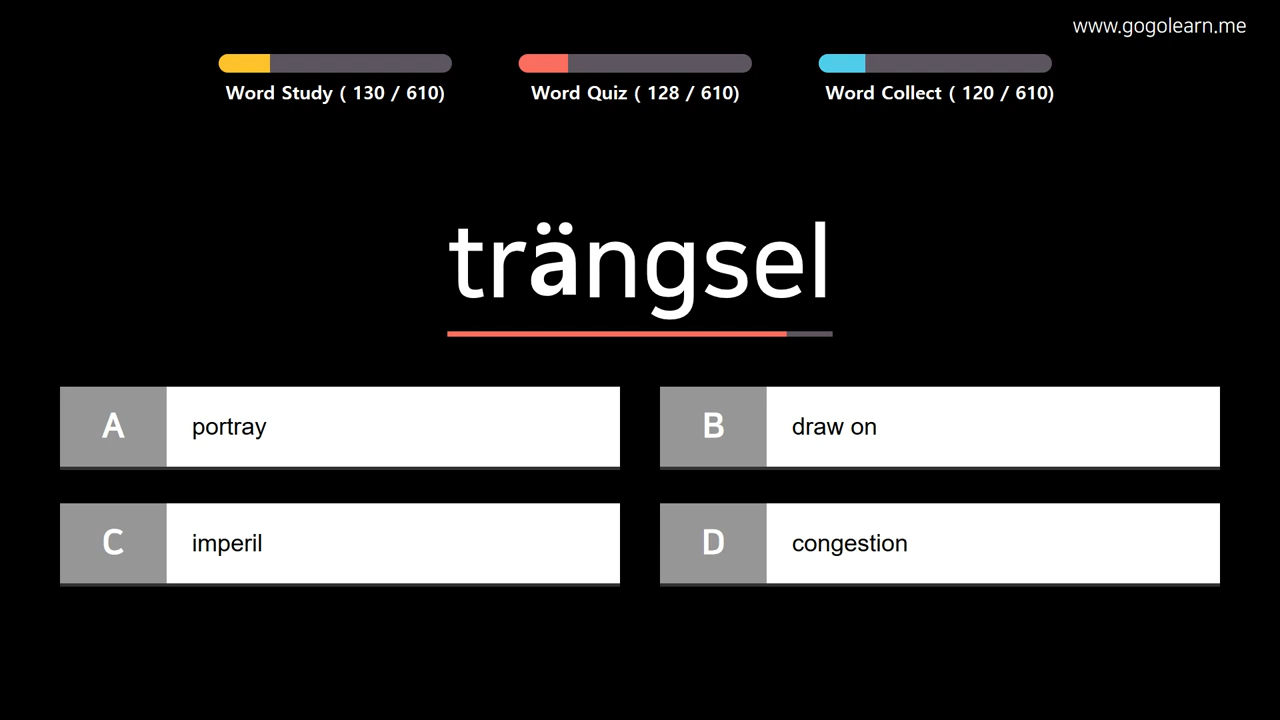 www.gogolearn.me
Word Study ( 130 / 610)
Word Quiz ( 128 / 610)
Word Collect ( 120 / 610)
trängsel
A portray
B draw on
C imperil
D congestion